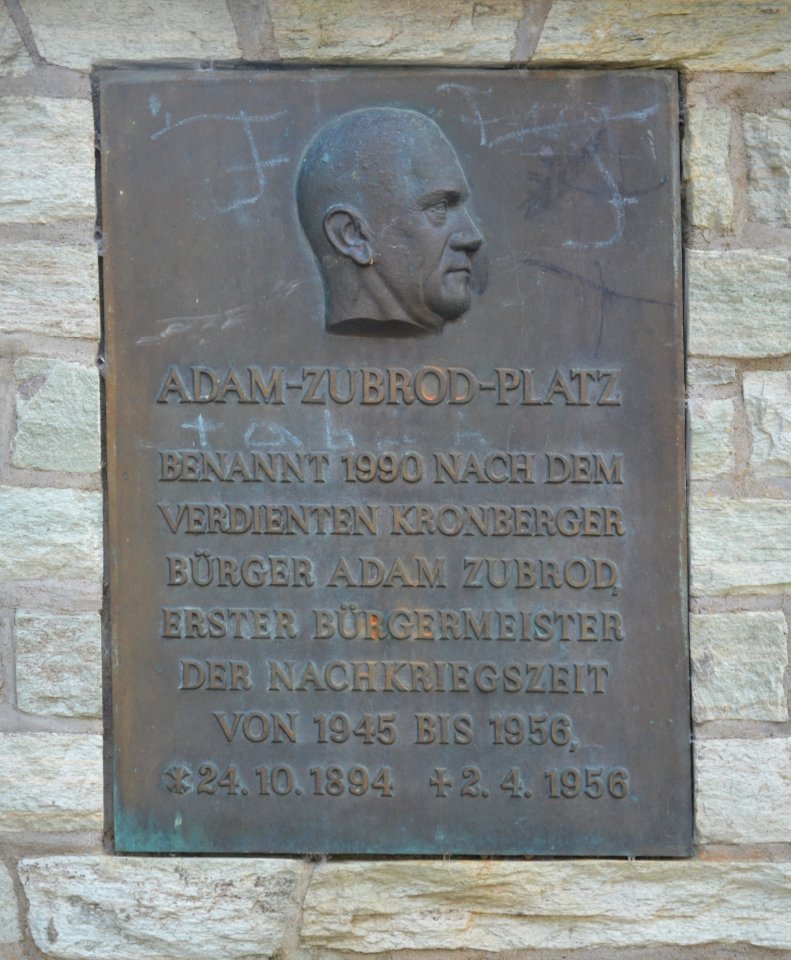 ADAM-ZUBROD-PLATZ
BENANNT 1990 NACH DEM
VERDIENTEN KRONBERGER
BÜRGER ADAM ZUBROD,
ERSTER BÜRGERMEISTER
DER NACHKRIEGSZEIT
VON 1945 BIS 1956,
*24.10.1894 †2.4.1956